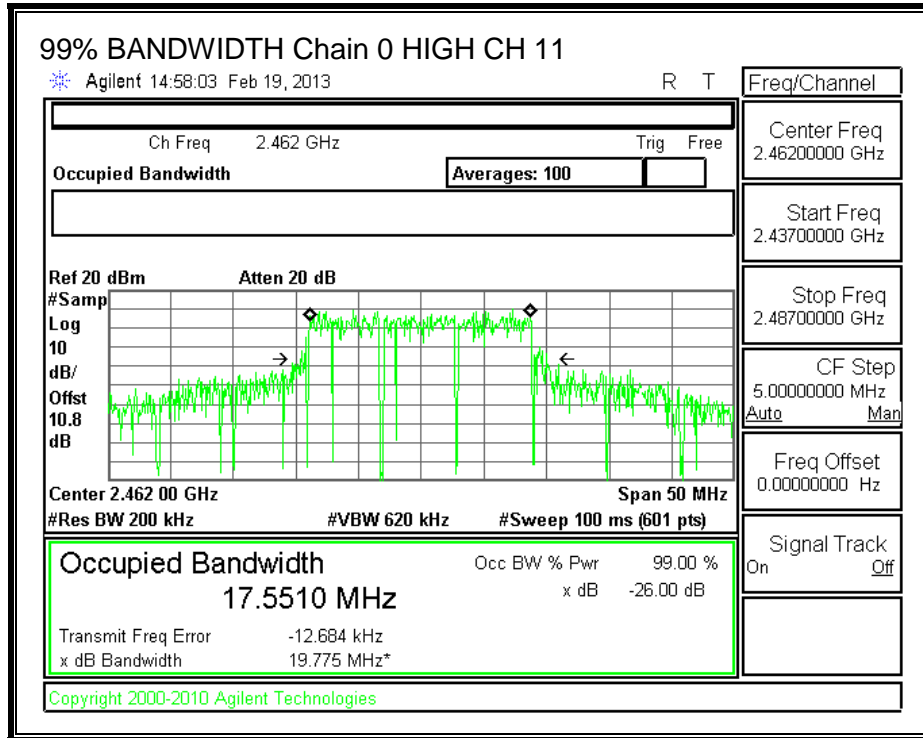 99% BANDWIDTH Chain 0 HIGH CH 11
Agilent 14:58:03 Feb 19, 2013 R T
Freq/Channel
Ch Freq 2.462 GHz Trig Free
Occupied Bandwidth Averages: 100
Center Freq
2.46200000 GHz
Start Freq
2.43700000 GHz
Stop Freq
2.48700000 GHz
CF Step
5.00000000 MHz
Auto Man
Freq Offset
0.00000000 Hz
Signal Track
On Off
Ref 20 dBm Atten 20 dB
#Samp
Log
10
dB/
Offst
10.8
dB
Center 2.462 00 GHz Span 50 MHz
#Res BW 200 kHz #VBW 620 kHz #Sweep 100 ms (601 pts)
Occupied Bandwidth Occ BW % Pwr 99.00 %
17.5510 MHz x dB -26.00 dB
Transmit Freq Error -12.684 kHz
x dB Bandwidth 19.775 MHz*
Copyright 2000-2010 Agilent Technologies